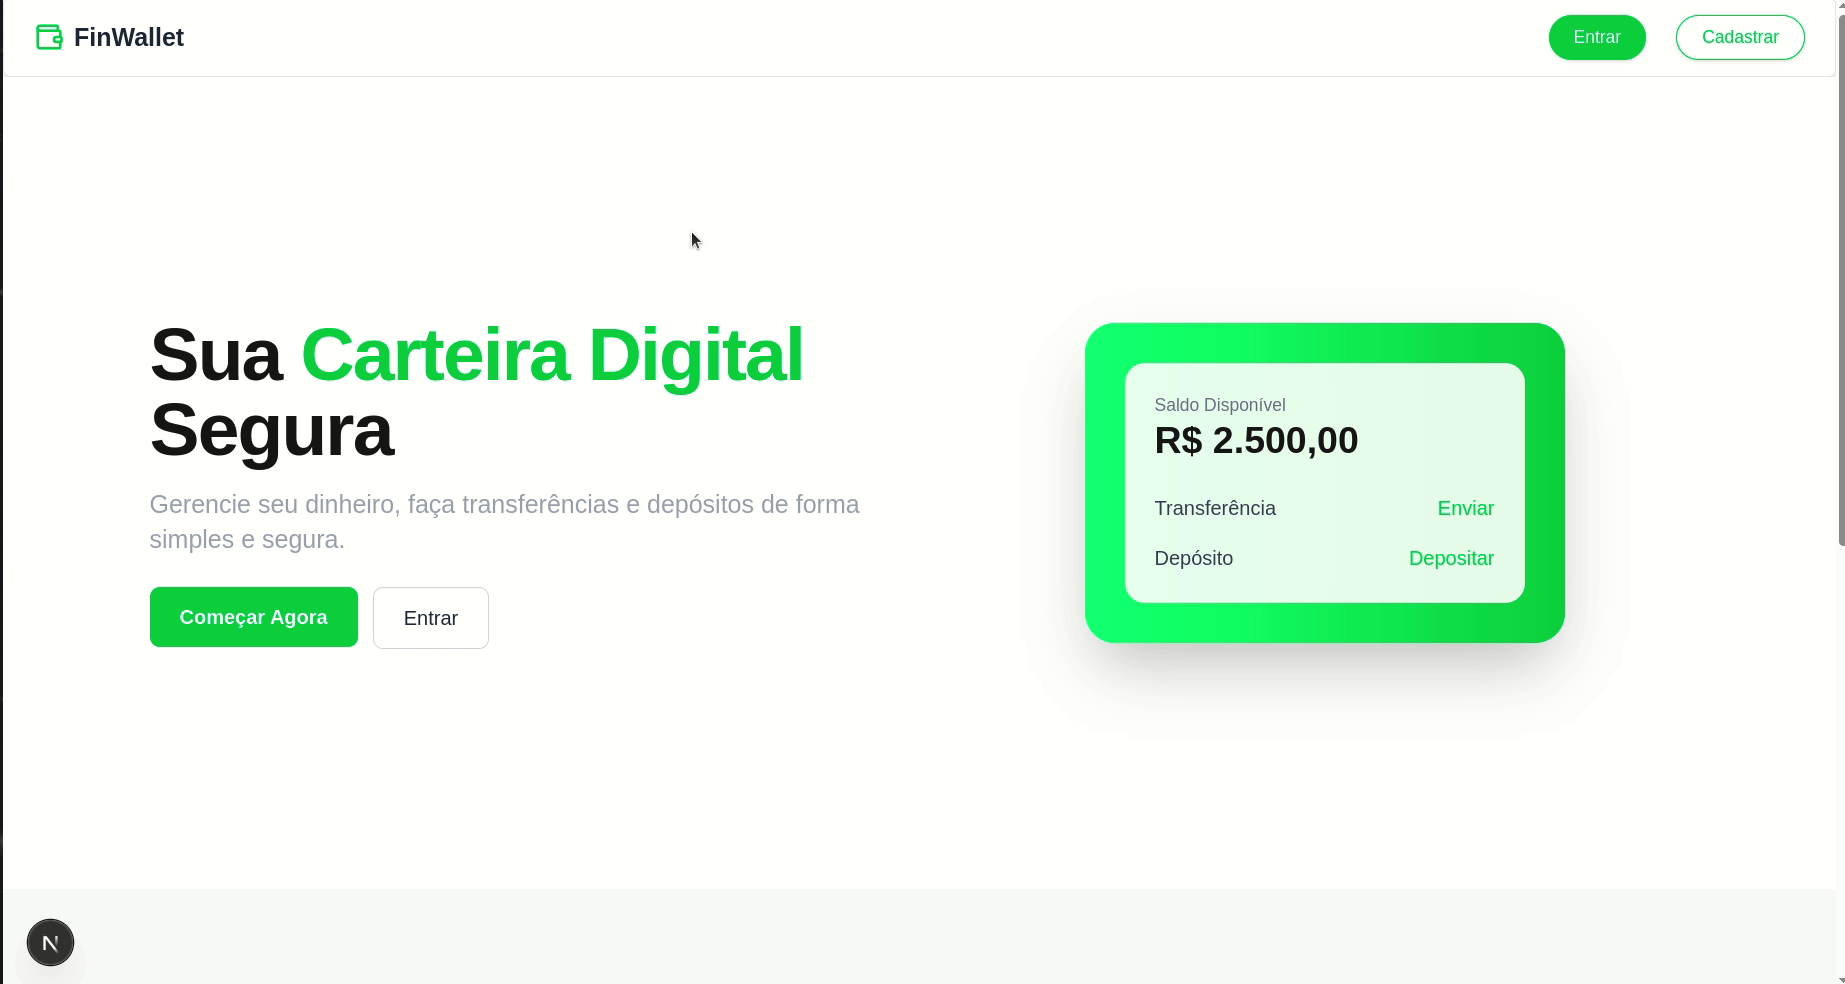 FinWallet
Entrar
Cadastrar
Sua Carteira Digital
Segura
Gerencie seu dinheiro, faça transferências e depósitos de forma
simples e segura.
Começar Agora
Entrar
Saldo Disponível
R$ 2.500,00
Transferência
Enviar
Depósito
Depositar
N